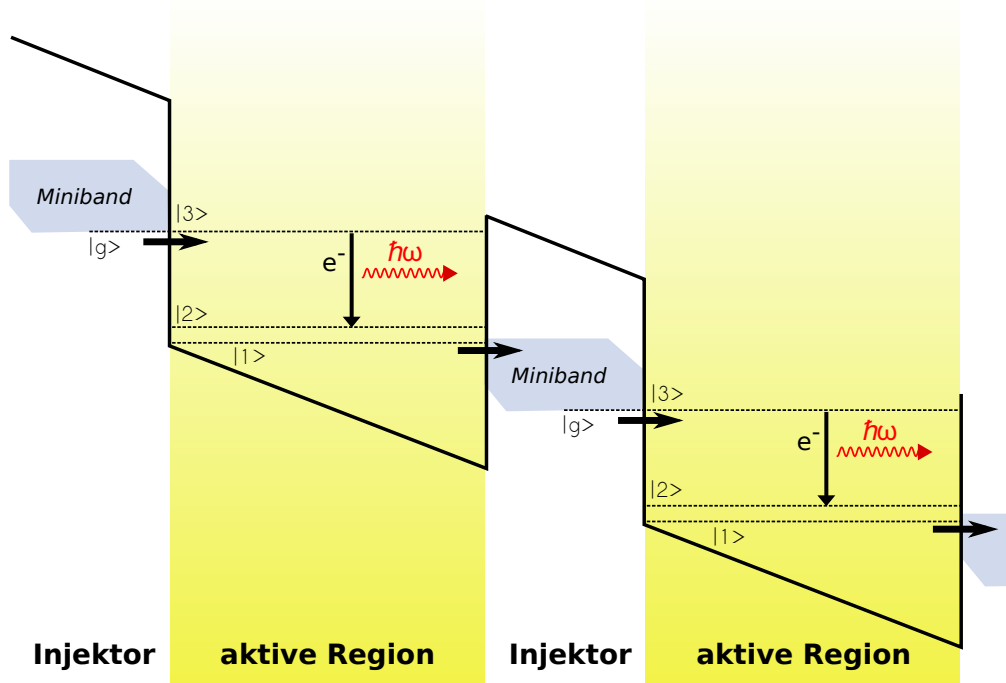 Miniband
|3>
|g>
e⁻
ħω
|2>
|1>
Miniband
|3>
|g>
e⁻
ħω
|2>
|1>
Injektor
aktive Region
Injektor
aktive Region